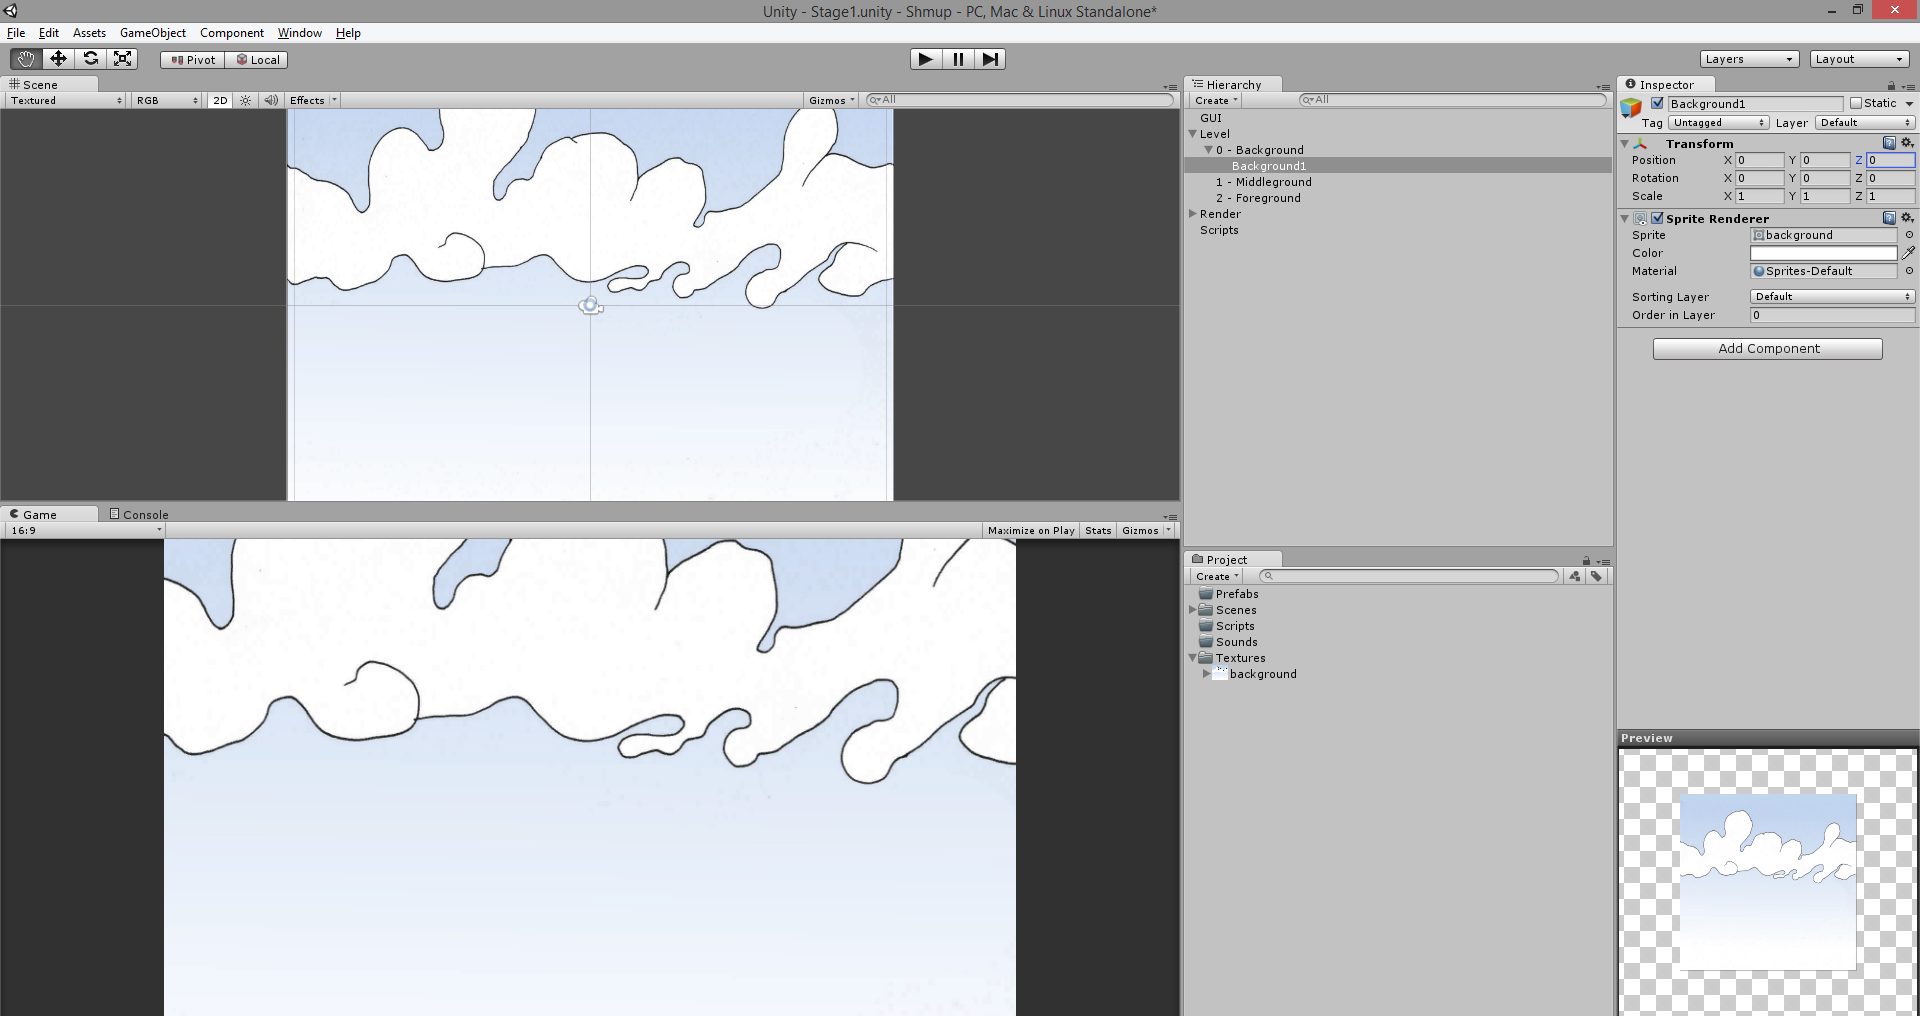 Unity - Stage1.unity - Shmup - PC, Mac & Linux Standalone*
File Edit Assets GameObject Component Window Help
Pivot Local Layers Layout
Scene
Textured RGB 2D Effects Gizmos All
Game Console
16:9 Maximize on Play Stats Gizmos
Hierarchy
Create All
GUI
Level
0 - Background
Background1
1 - Middleground
2 - Foreground
Render
Scripts
Project
Create
Prefabs
Scenes
Scripts
Sounds
Textures
background
Inspector
Background1 Static
Tag Untagged Layer Default
Transform
Position X 0 Y 0 Z 0
Rotation X 0 Y 0 Z 0
Scale X 1 Y 1 Z 1
Sprite Renderer
Sprite background
Color
Material Sprites-Default
Sorting Layer Default
Order in Layer 0
Add Component
Preview